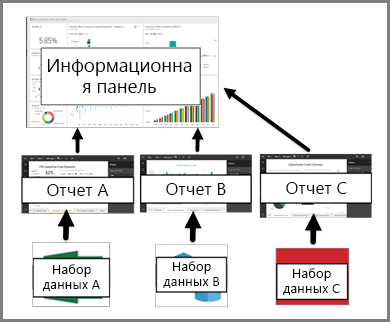 5.85%
Информационна
я панель
Отчет A
Отчет B
Отчет C
Набор
данных A
Набор
данных B
Набор
данных C